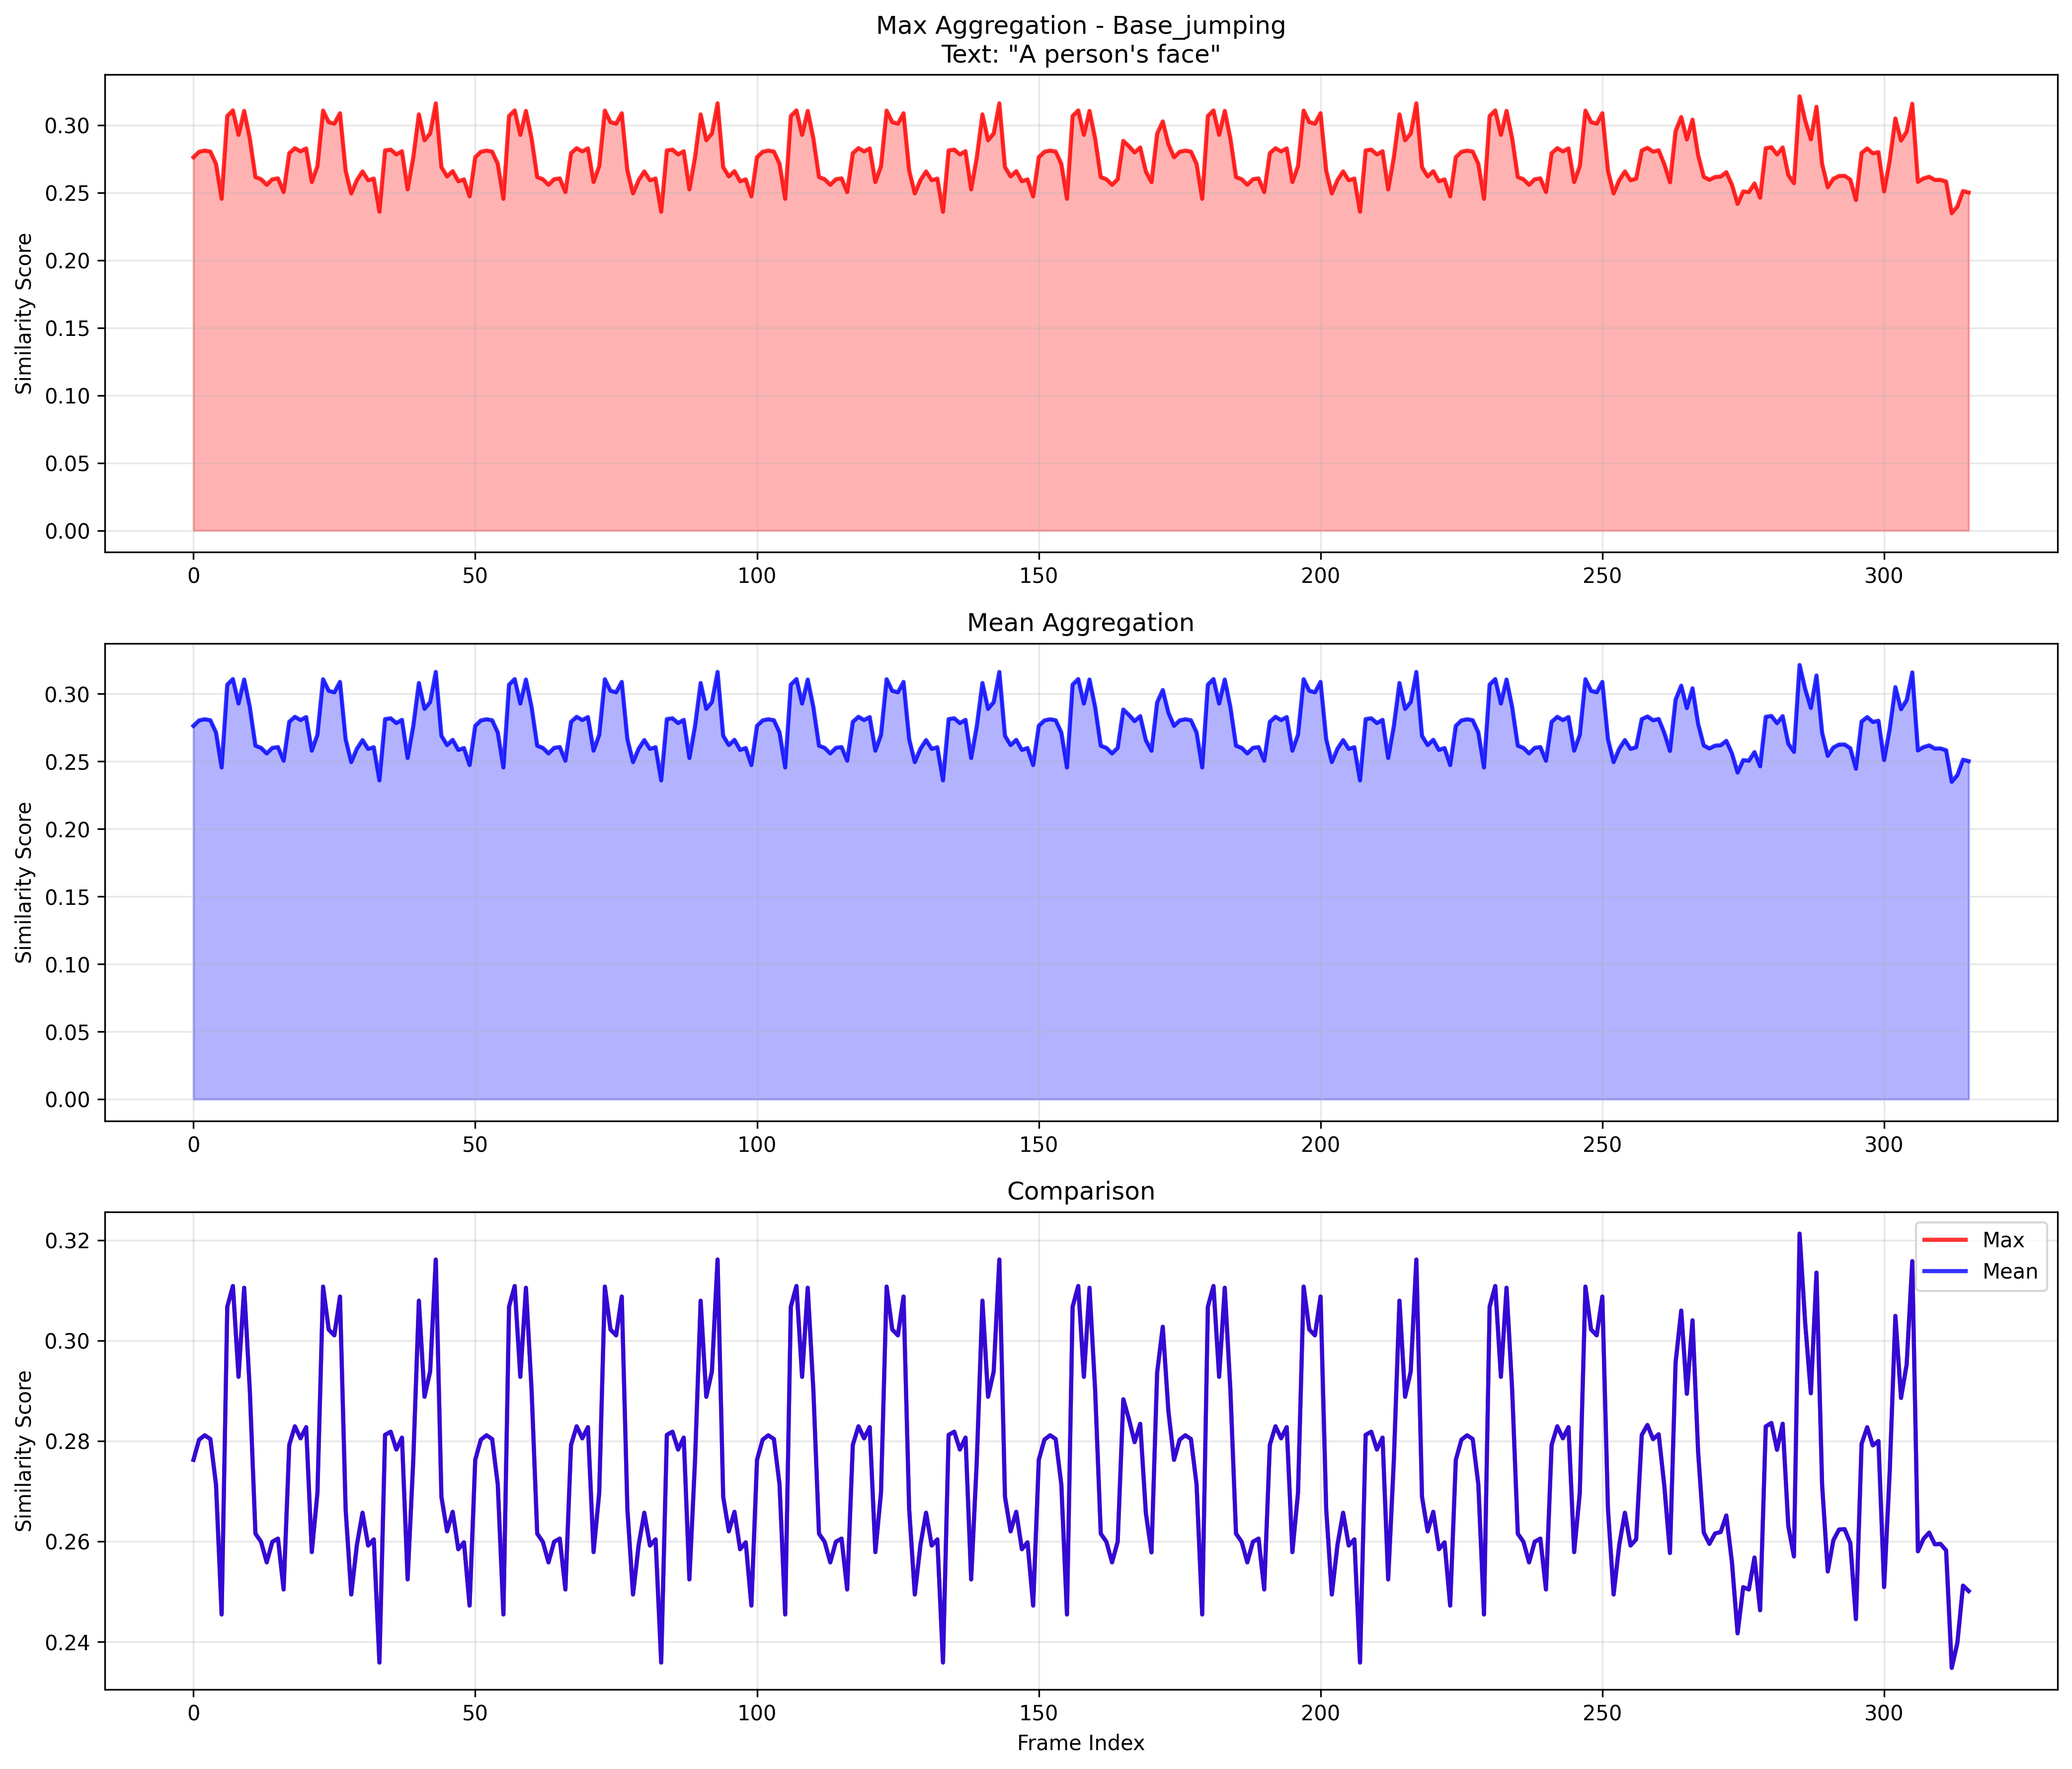 Max Aggregation - Base_jumping
Text: "A person's face"
Similarity Score
0.30
0.25
0.20
0.15
0.10
0.05
0.00
0 50 100 150 200 250 300
Mean Aggregation
Similarity Score
0.30
0.25
0.20
0.15
0.10
0.05
0.00
0 50 100 150 200 250 300
Comparison
Similarity Score
0.32
0.30
0.28
0.26
0.24
Max
Mean
0 50 100 150 200 250 300
Frame Index